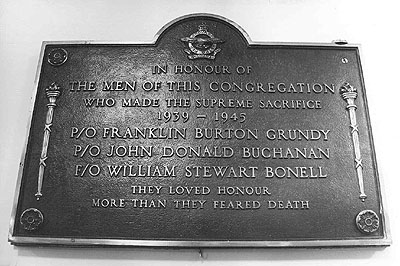 IN HONOUR OF
THE MEN OF THIS CONGREGATION
WHO MADE THE SUPREME SACRIFICE
1939 – 1945
P/O FRANKLIN BURTON GRUNDY
P/O JOHN DONALD BUCHANAN
F/O WILLIAM STEWART BONELL
THEY LOVED HONOUR
MORE THAN THEY FEARED DEATH